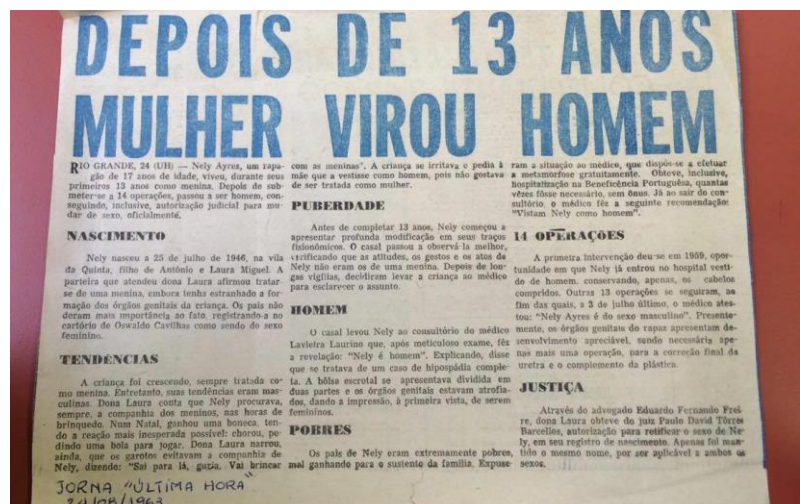 DEPOIS DE 13 ANOS
MULHER VIROU HOMEM
RIO GRANDE, 24 (UH) — Nely Ayres, um rapa-
gão de 17 anos de idade, viveu, durante seus
primeiros 13 anos como menina. Depois de sub-
meter-se a 14 operações, passou a ser homem, con-
seguindo, inclusive, autorização judicial para mu-
dar de sexo, oficialmente.
NASCIMENTO
Nely nasceu a 25 de julho de 1946, na vila
da Quinta, filho de Antônio e Laura Miguel. A
parteira que atendeu dona Laura afirmou tratar-
se de uma menina, embora tenha estranhado a for-
mação dos órgãos genitais da criança. Os pais não
deram mais importância ao fato, registrando-a no
cartório de Oswaldo Cavilhas como sendo do sexo
feminino.
TENDÊNCIAS
A criança foi crescendo, sempre tratada co-
mo menina. Entretanto, suas tendências eram mas-
culinas. Dona Laura conta que Nely procurava,
sempre, a companhia dos meninos, nas horas de
brinquedo. Num Natal, ganhou uma boneca, ten-
do a reação mais inesperada possível: chorou, pe-
dindo uma bola para jogar. Dona Laura narrou,
ainda, que os garotos evitavam a companhia de
Nely, dizendo: "Sai para lá, guria. Vai brincar
com as meninas". A criança se irritava e pedia à
mãe que a vestisse como homem, pois não gostava
de ser tratada como mulher.
PUBERDADE
Antes de completar 13 anos, Nely começou a
apresentar profunda modificação em seus traços
fisionômicos. O casal passou a observá-la melhor,
verificando que as atitudes, os gestos e os atos de
Nely não eram os de uma menina. Depois de lon-
gas vigílias, decidiram levar a criança ao médico
para esclarecer o assunto.
HOMEM
O casal levou Nely ao consultório do médico
Lavieira Laurino que, após meticuloso exame, fêz
a revelação: "Nely é homem". Explicando, disse
que se tratava de um caso de hipospádia comple-
ta. A bôlsa escrotal se apresentava dividida em
duas partes e os órgãos genitais estavam atrofia-
dos, dando a impressão, à primeira vista, de serem
femininos.
POBRES
Os pais de Nely eram extremamente pobres,
mal ganhando para o sustento da família. Expuse-
ram a situação ao médico, que dispôs-se a efetuar
a metamorfose gratuitamente. Obteve, inclusive,
hospitalização na Beneficência Portuguêsa, quantas
vêzes fôsse necessário, sem ônus. Já ao sair do con-
sultório, o médico fêz a seguinte recomendação:
"Vistam Nely como homem".
14 OPERAÇÕES
A primeira intervenção deu-se em 1959, opor-
tunidade em que Nely já entrou no hospital vesti-
do de homem, conservando, apenas, os cabelos
compridos. Outras 13 operações se seguiram, ao
fim das quais, a 3 de julho último, o médico ates-
tou: "Nely Ayres é do sexo masculino". Presente-
mente, os órgãos genitais do rapaz apresentam de-
senvolvimento apreciável, sendo necessária ape-
nas mais uma operação, para a correção final da
uretra e o complemento da plástica.
JUSTIÇA
Através do advogado Eduardo Fernando Frei-
re, dona Laura obteve do juiz Paulo David Tôrres
Barcellos, autorização para retificar o sexo de Ne-
ly, em seu registro de nascimento. Apenas foi man-
tido o mesmo nome, por ser aplicável a ambos os
sexos.
JORNA "ÚLTIMA HORA"
24/08/1963